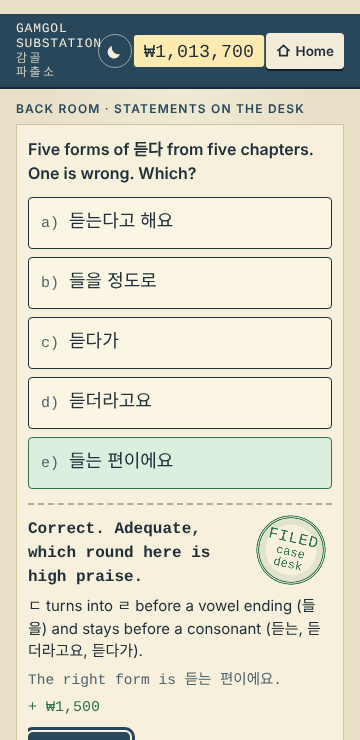 GAMGOL
SUBSTATION
감골
파출소
₩1,013,700
Home
BACK ROOM · STATEMENTS ON THE DESK
Five forms of 듣다 from five chapters.
One is wrong. Which?
a) 듣는다고 해요
b) 들을 정도로
c) 듣다가
d) 듣더라고요
e) 들는 편이에요
Correct. Adequate,
which round here is
high praise.
FILED
case
desk
ㄷ turns into ㄹ before a vowel ending (들
을) and stays before a consonant (듣는, 듣
더라고요, 듣다가).
The right form is 듣는 편이에요.
+ ₩1,500